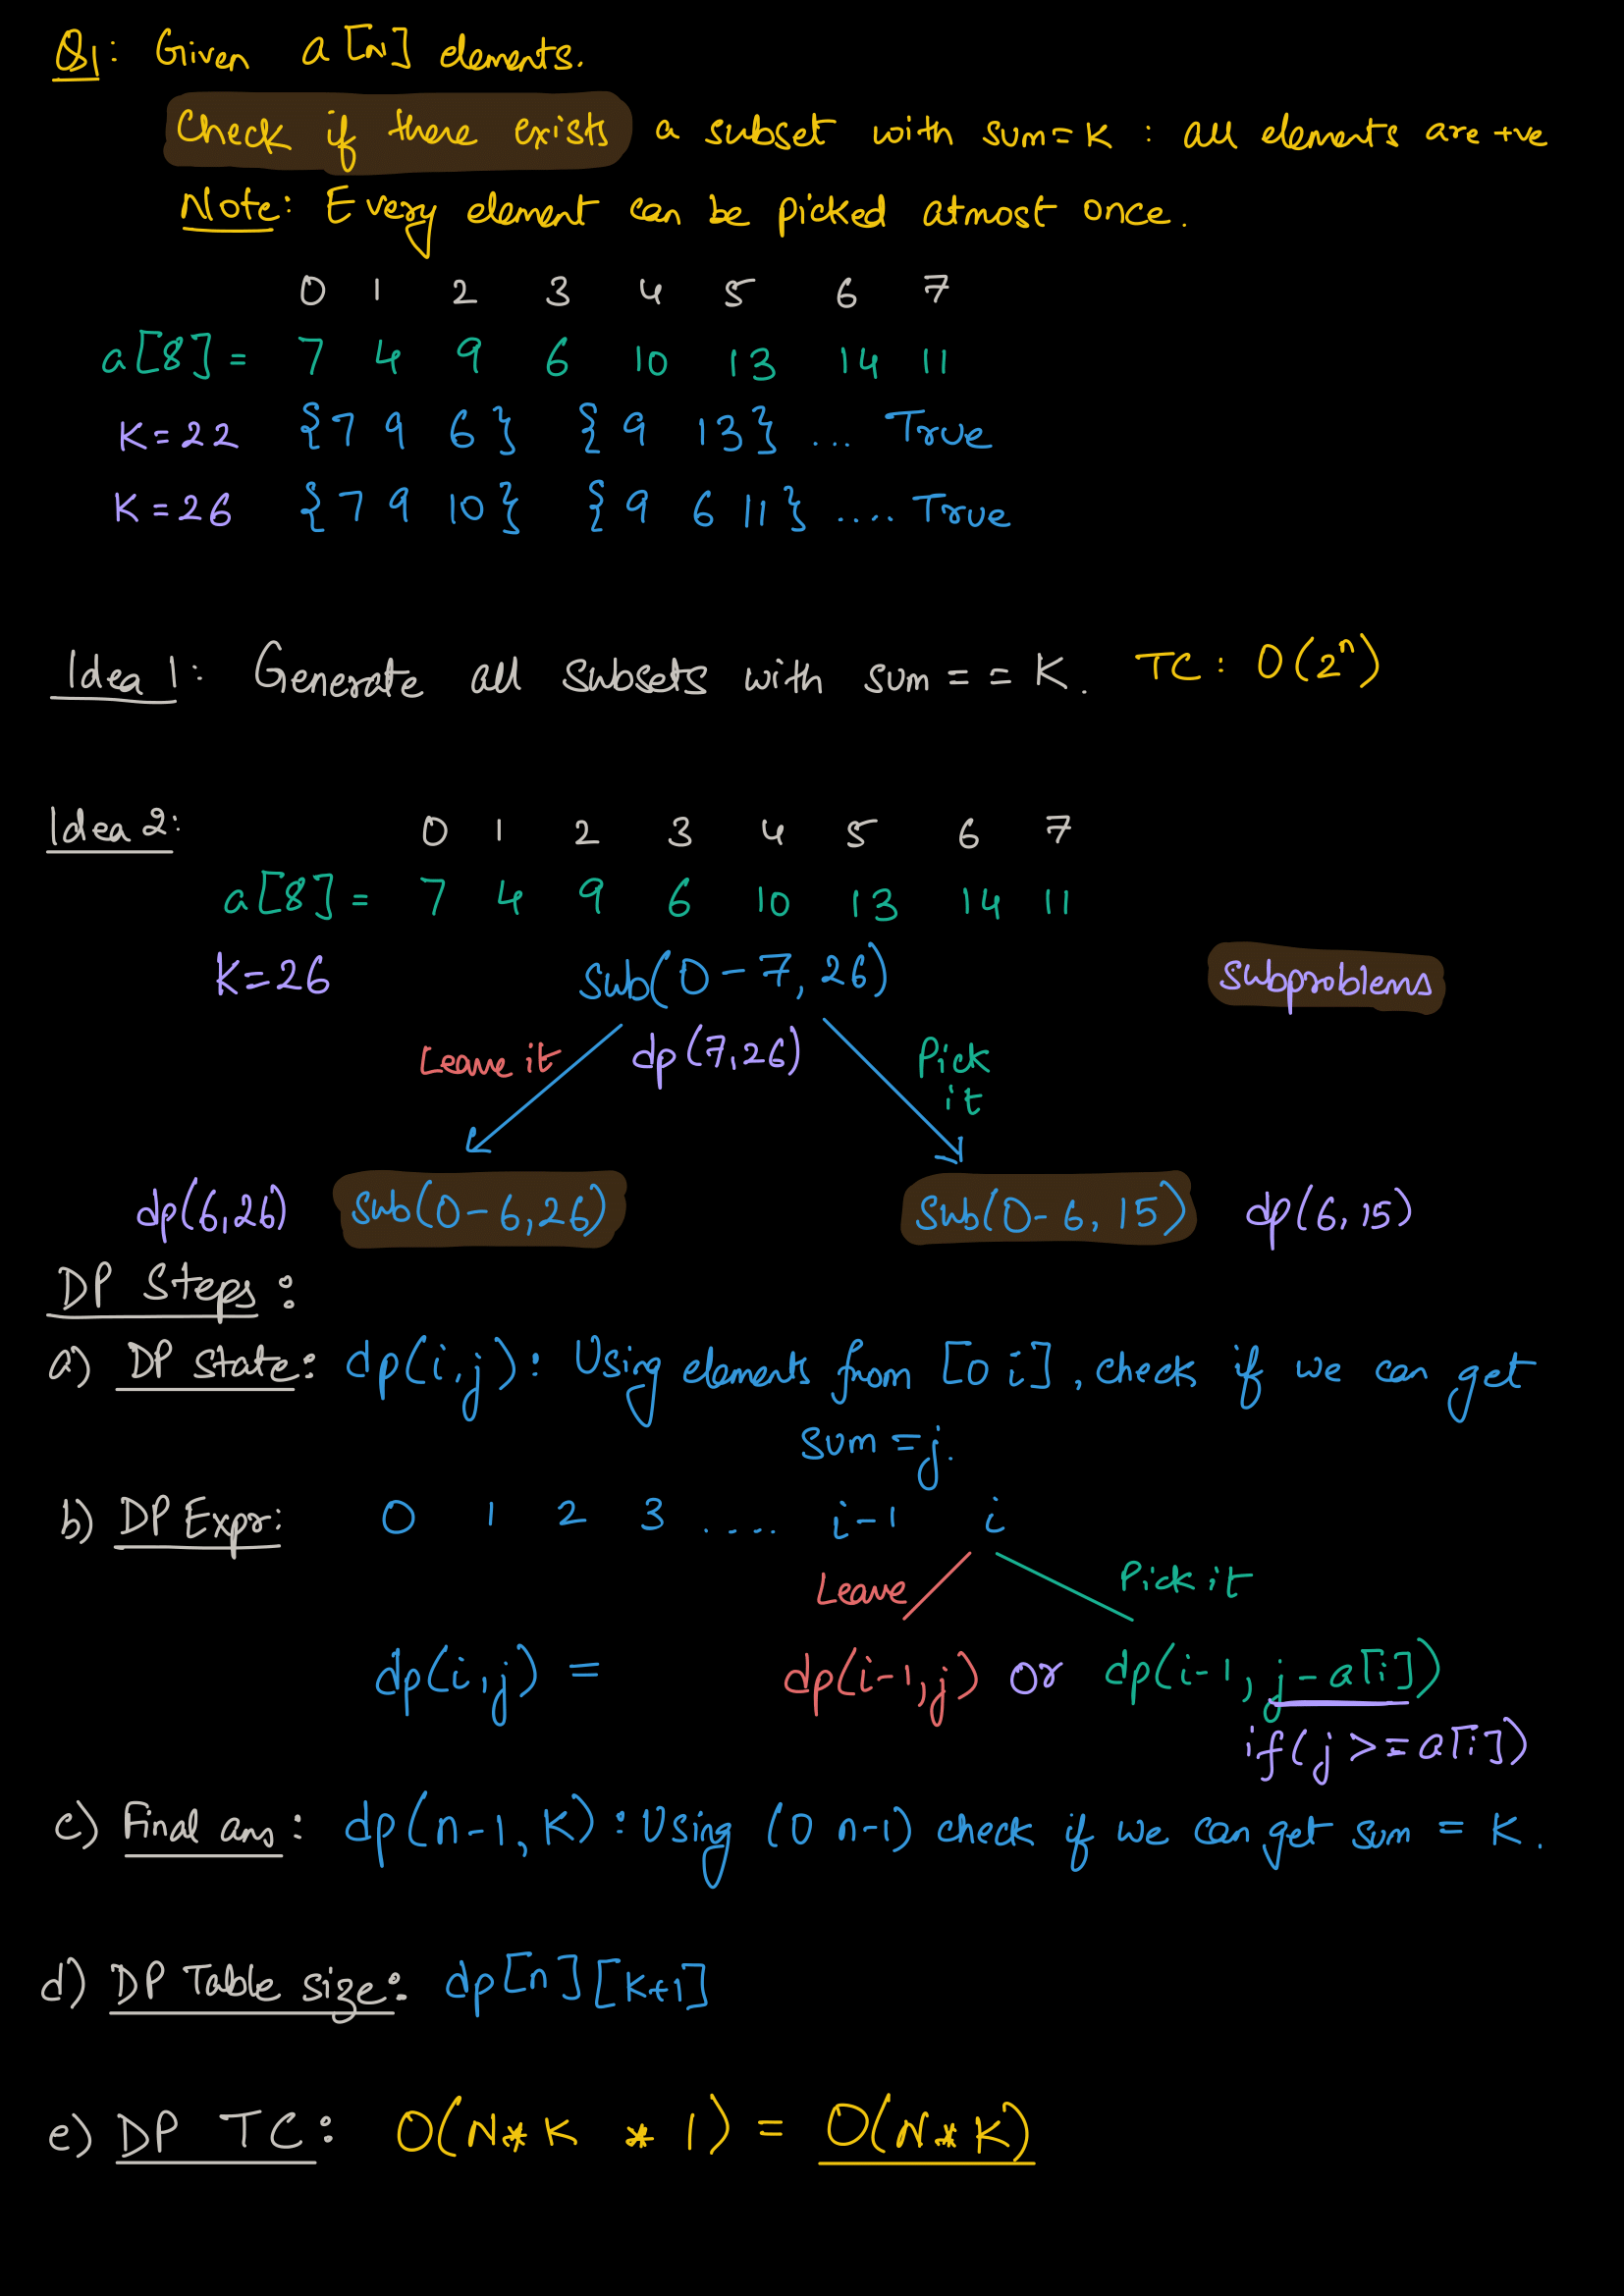 Q1: Given a[n] elements.
Check if there exists a subset with sum=K : all elements are +ve
Note: Every element can be picked atmost once.
0 1 2 3 4 5 6 7
a[8] = 7 4 9 6 10 13 14 11
K=22 {7 9 6} {9 13} ... True
K=26 {7 9 10} {9 6 11} .... True
Idea 1: Generate all subsets with sum == K. TC: O(2^n)
Idea 2: 0 1 2 3 4 5 6 7
a[8] = 7 4 9 6 10 13 14 11
K=26 Sub(0-7, 26) subproblems
Leave it dp(7,26) Pick it
dp(6,26) Sub(0-6,26) Sub(0-6, 15) dp(6,15)
DP Steps:
a) DP state: dp(i,j): Using elements from [0 i], check if we can get
sum =j.
b) DP Expr: 0 1 2 3 .... i-1 i
Leave Pick it
dp(i,j) = dp(i-1,j) or dp(i-1, j-a[i])
if(j >= a[i])
c) Final ans: dp(n-1, K): Using (0 n-1) check if we can get sum = K.
d) DP Table size: dp[n][K+1]
e) DP TC: O(N*K * 1) = O(N*K)